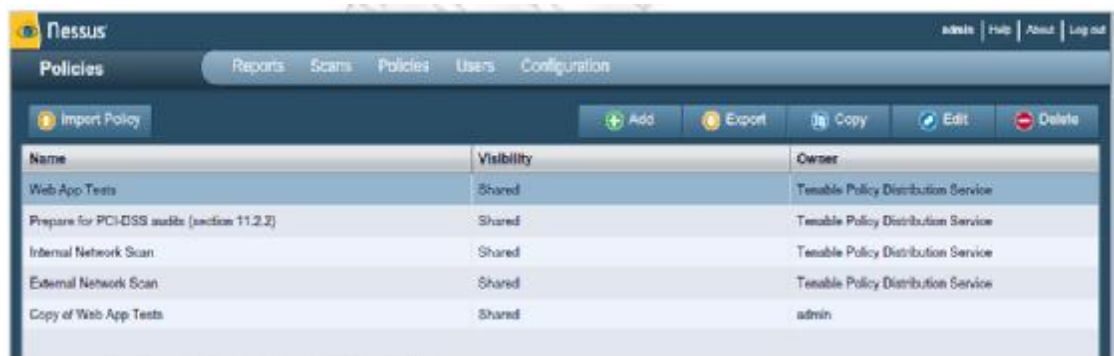 nessus
admin | Help | About | Log out
Policies
Reports Scans Policies Users Configuration
Import Policy
Add Export Copy Edit Delete
Name Visibility Owner
Web App Tests Shared Tenable Policy Distribution Service
Prepare for PCI-DSS audits (section 11.2.2) Shared Tenable Policy Distribution Service
Internal Network Scan Shared Tenable Policy Distribution Service
External Network Scan Shared Tenable Policy Distribution Service
Copy of Web App Tests Shared admin